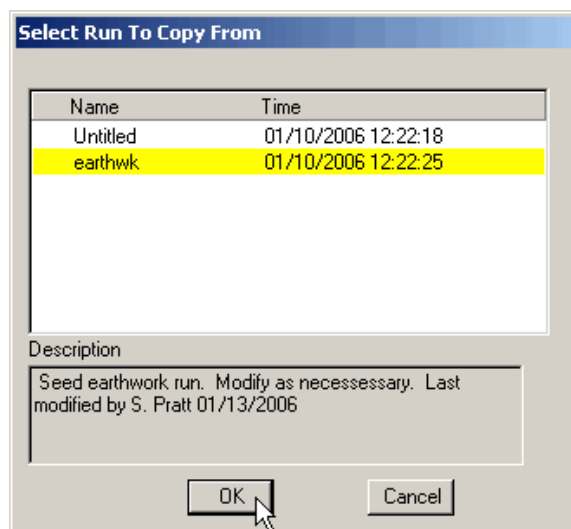 Select Run To Copy From
Name Time
Untitled 01/10/2006 12:22:18
earthwk 01/10/2006 12:22:25
Description
Seed earthwork run. Modify as necessessary. Last
modified by S. Pratt 01/13/2006
OK Cancel